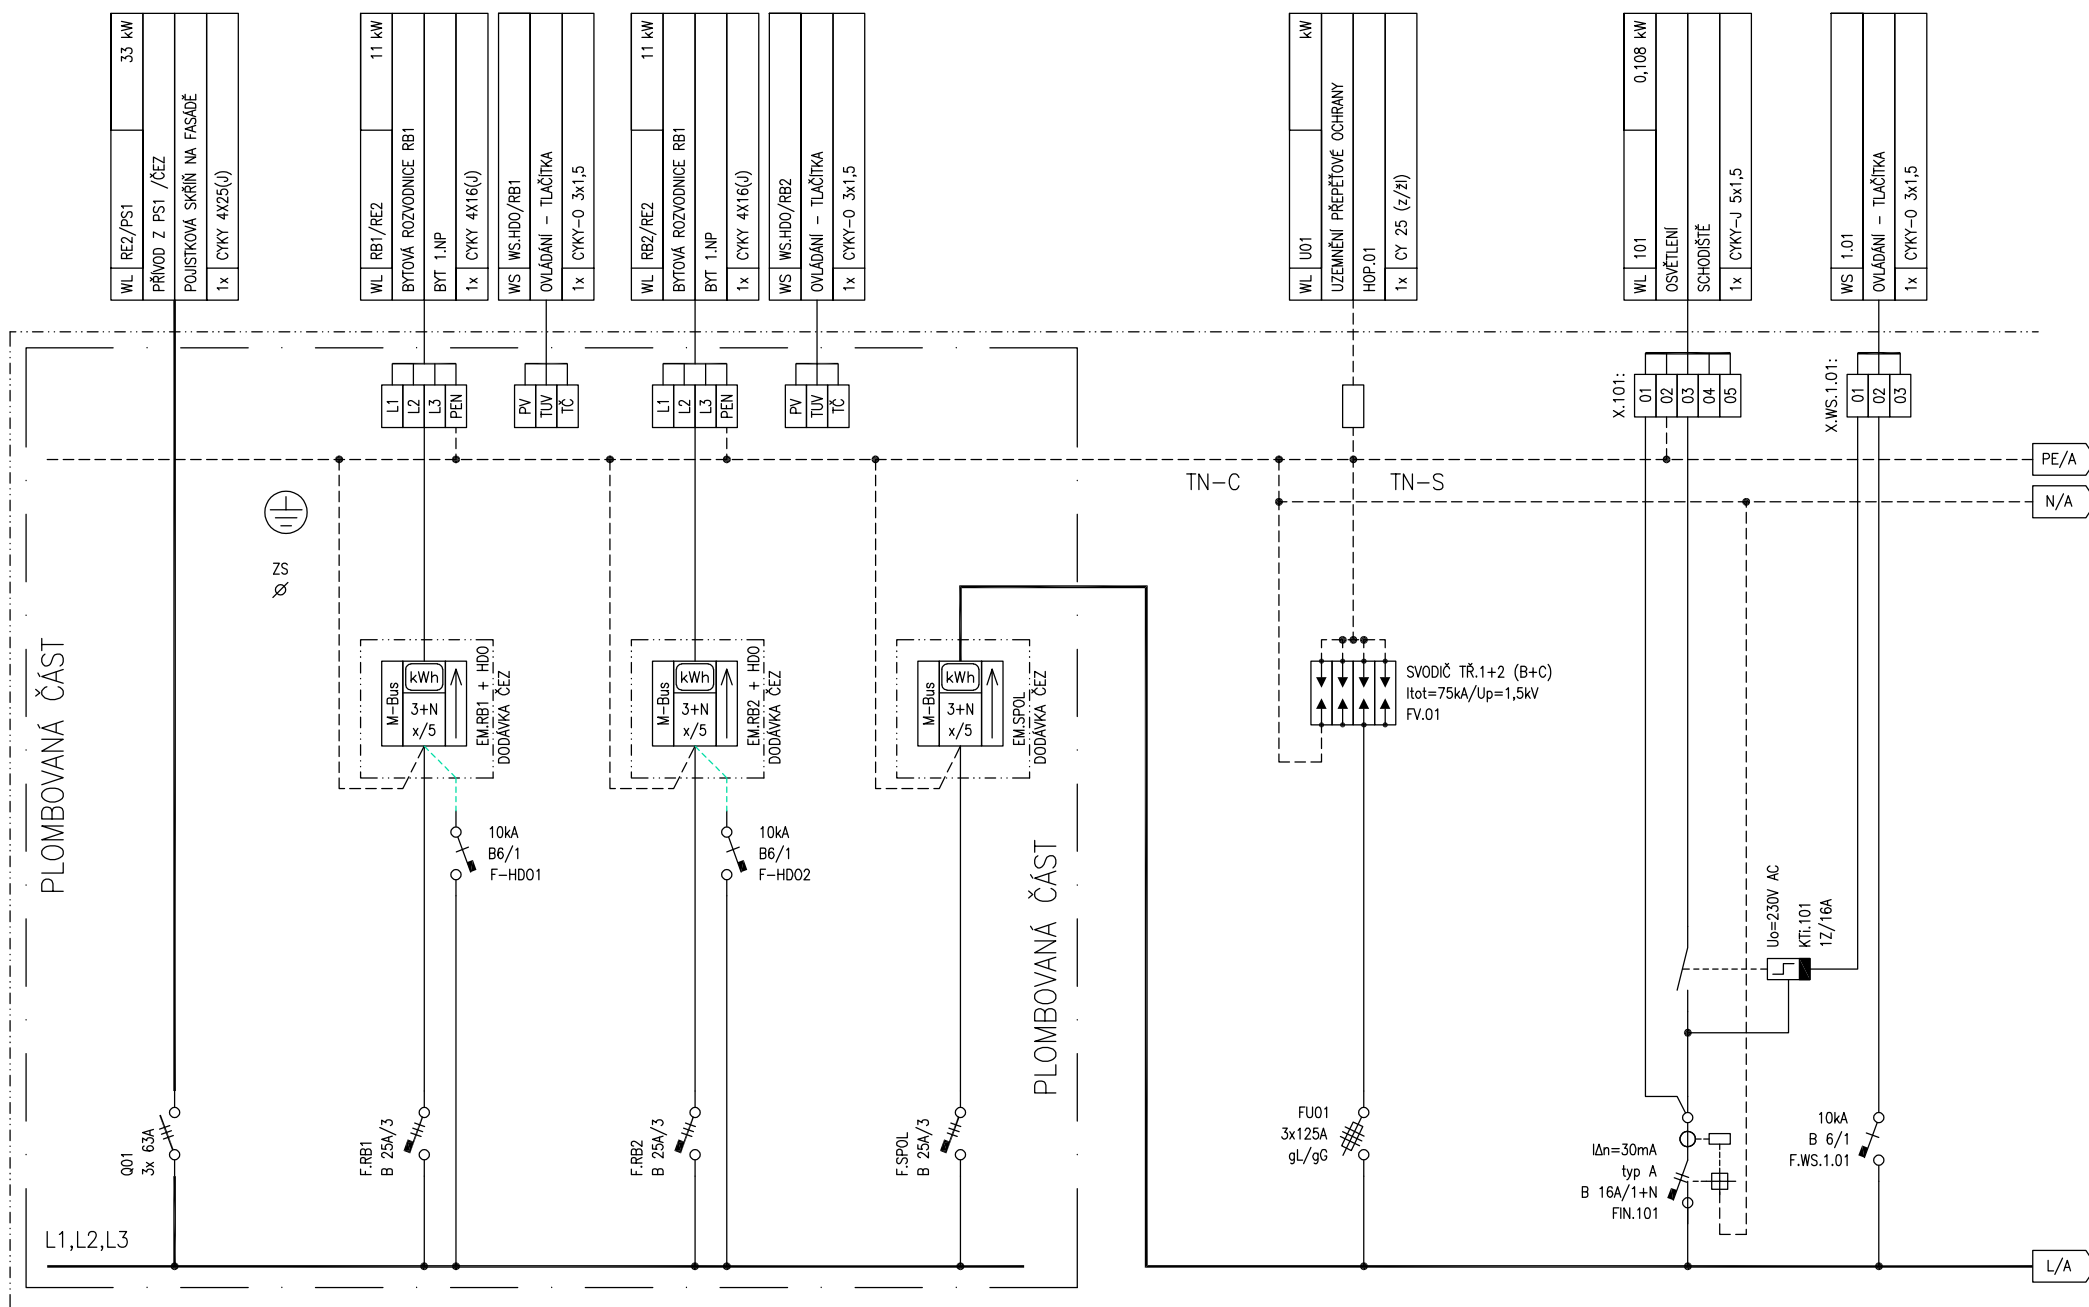 WL RE2/PS1 33 kW
PŘÍVOD Z PS1 /ČEZ
POJISTKOVÁ SKŘÍŇ NA FASÁDĚ
1x CYKY 4X25(J)
WL RB1/RE2 11 kW
BYTOVÁ ROZVODNICE RB1
BYT 1.NP
1x CYKY 4X16(J)
WS WS.HDO/RB1
OVLÁDÁNÍ - TLAČÍTKA
1x CYKY-O 3x1,5
WL RB2/RE2 11 kW
BYTOVÁ ROZVODNICE RB1
BYT 1.NP
1x CYKY 4X16(J)
WS WS.HDO/RB2
OVLÁDÁNÍ - TLAČÍTKA
1x CYKY-O 3x1,5
WL U01 kW
UZEMNĚNÍ PŘEPĚŤOVÉ OCHRANY
HOP.01
1x CY 25 (z/žl)
WL 101 0,108 kW
OSVĚTLENÍ
SCHODIŠTĚ
1x CYKY-J 5x1,5
WS 1.01
OVLÁDÁNÍ - TLAČÍTKA
1x CYKY-O 3x1,5
L1
L2
L3
PEN
PV
TUV
TČ
L1
L2
L3
PEN
PV
TUV
TČ
X.101:
01
02
03
04
05
X.WS.1.01:
01
02
03
TN-C
TN-S
PE/A
N/A
ZS
PLOMBOVANÁ ČÁST
M-Bus
kWh
3+N
x/5
EM.RB1 + HDO
DODÁVKA ČEZ
M-Bus
kWh
3+N
x/5
EM.RB2 + HDO
DODÁVKA ČEZ
M-Bus
kWh
3+N
x/5
EM.SPOL
DODÁVKA ČEZ
SVODIČ TŘ.1+2 (B+C)
Itot=75kA/Up=1,5kV
FV.01
10kA
B6/1
F-HDO1
10kA
B6/1
F-HDO2
PLOMBOVANÁ ČÁST
Uo=230V AC
KTi.101
1Z/16A
Q01
3x 63A
F.RB1
B 25A/3
F.RB2
B 25A/3
F.SPOL
B 25A/3
FU01
3x125A
gL/gG
IΔn=30mA
typ A
B 16A/1+N
FIN.101
10kA
B 6/1
F.WS.1.01
L1,L2,L3
L/A